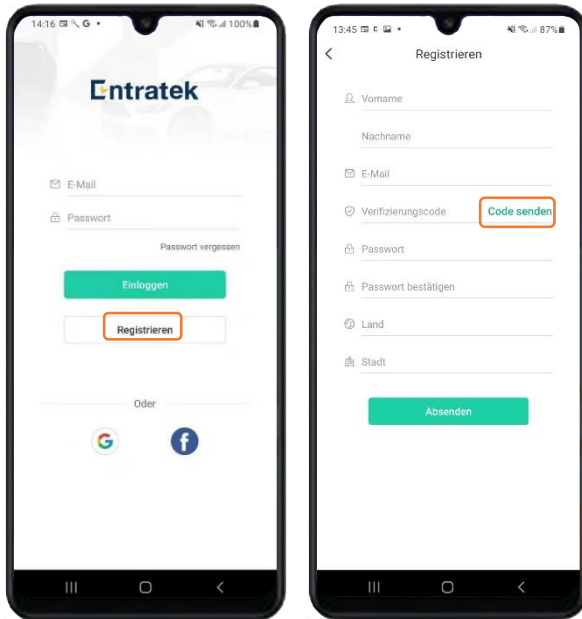 14:16 G • 100%
Entratek
E-Mail
Passwort
Passwort vergessen
Einloggen
Registrieren
Oder
G f
13:45 • 87%
Registrieren
Vorname
Nachname
E-Mail
Verifizierungscode Code senden
Passwort
Passwort bestätigen
Land
Stadt
Absenden